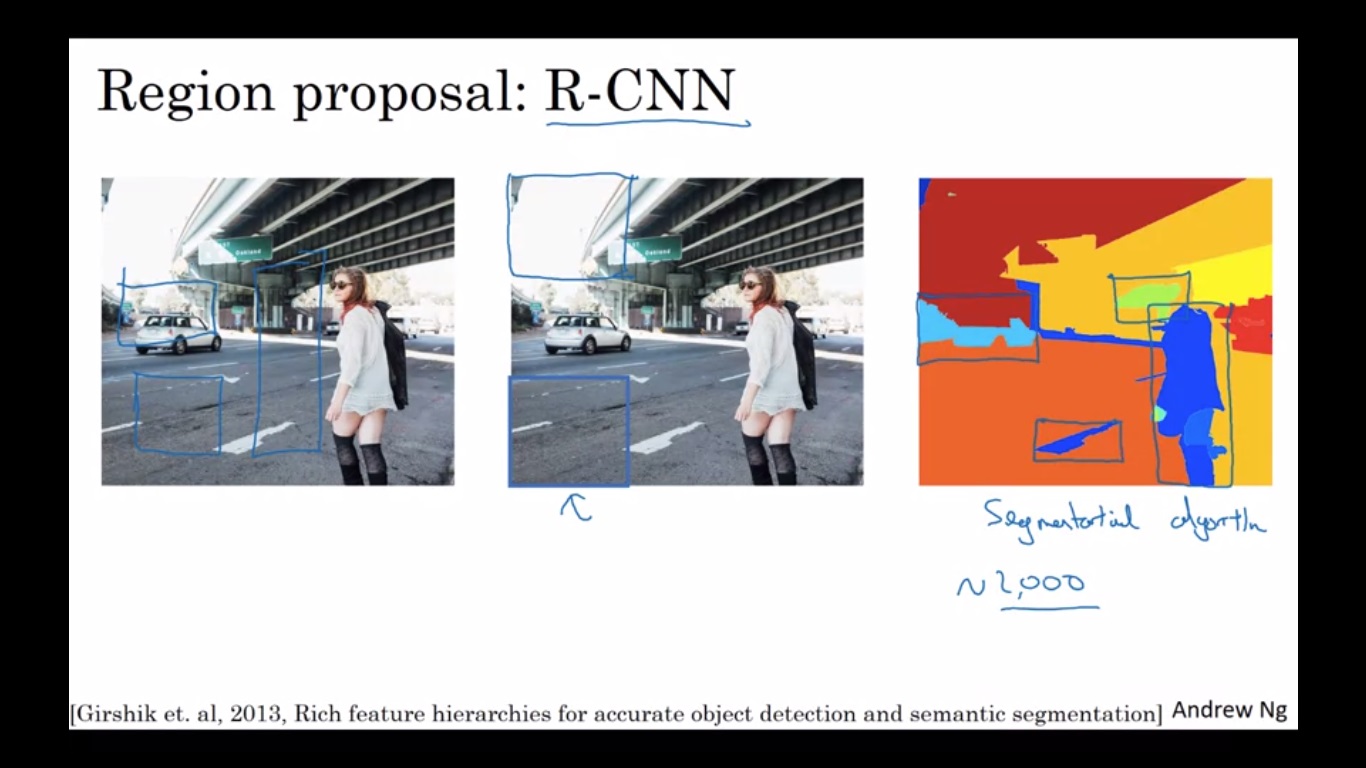 Region proposal: R-CNN
Oakland
Segmentation algorithm
~2,000
[Girshik et. al, 2013, Rich feature hierarchies for accurate object detection and semantic segmentation] Andrew Ng